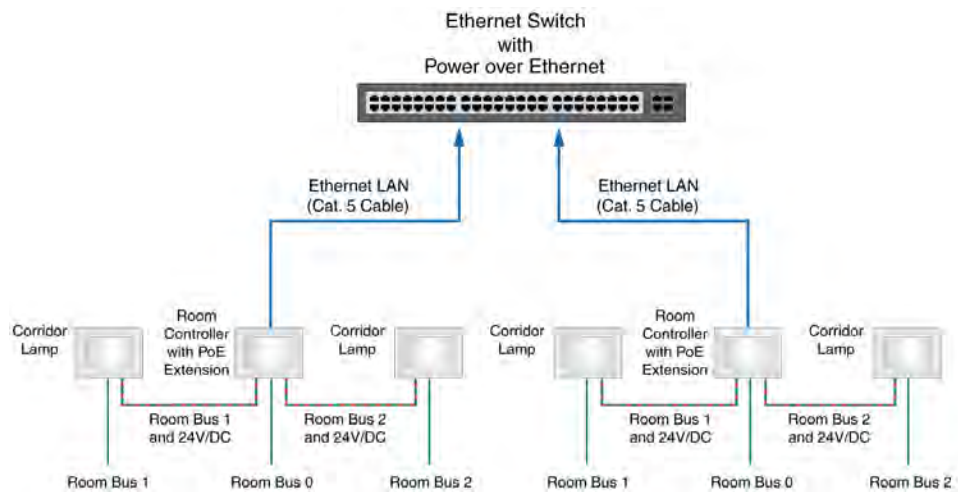 Ethernet Switch
with
Power over Ethernet
Ethernet LAN
(Cat. 5 Cable)
Ethernet LAN
(Cat. 5 Cable)
Corridor
Lamp
Room
Controller
with PoE
Extension
Corridor
Lamp
Corridor
Lamp
Room
Controller
with PoE
Extension
Corridor
Lamp
Room Bus 1
and 24V/DC
Room Bus 2
and 24V/DC
Room Bus 1
and 24V/DC
Room Bus 2
and 24V/DC
Room Bus 1
Room Bus 0
Room Bus 2
Room Bus 1
Room Bus 0
Room Bus 2